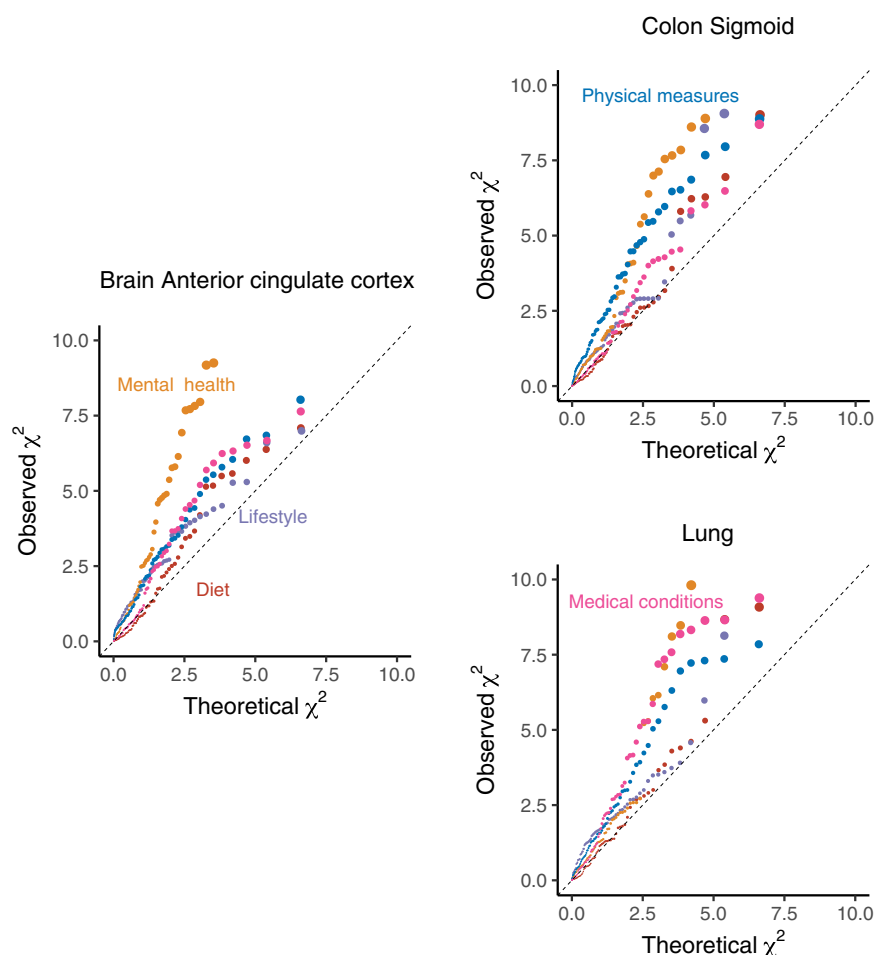 Colon Sigmoid
10.0
7.5
5.0
2.5
0.0
Observed χ²
Physical measures
0.0 2.5 5.0 7.5 10.0
Theoretical χ²
Brain Anterior cingulate cortex
10.0
7.5
5.0
2.5
0.0
Observed χ²
Mental health
Lifestyle
Diet
0.0 2.5 5.0 7.5 10.0
Theoretical χ²
Lung
10.0
7.5
5.0
2.5
0.0
Observed χ²
Medical conditions
0.0 2.5 5.0 7.5 10.0
Theoretical χ²